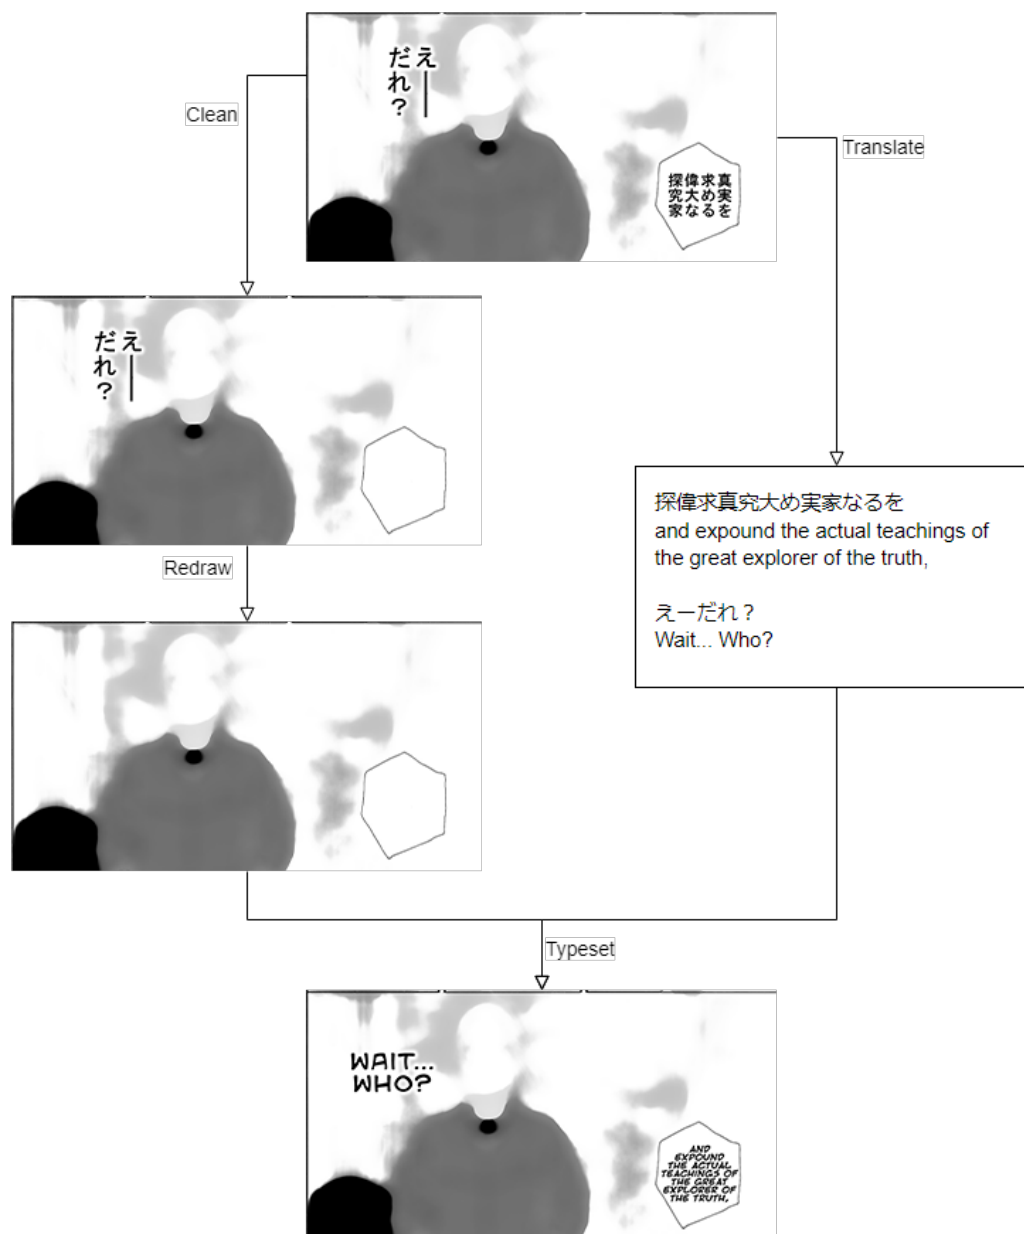 え――
だれ？
真実を
求める
偉大な
探究家
Clean
Translate
え――
だれ？
Redraw
探偉求真究大め実家なるを
and expound the actual teachings of
the great explorer of the truth,
えーだれ？
Wait... Who?
Typeset
WAIT...
WHO?
AND
EXPOUND
THE ACTUAL
TEACHINGS OF
THE GREAT
EXPLORER OF
THE TRUTH,